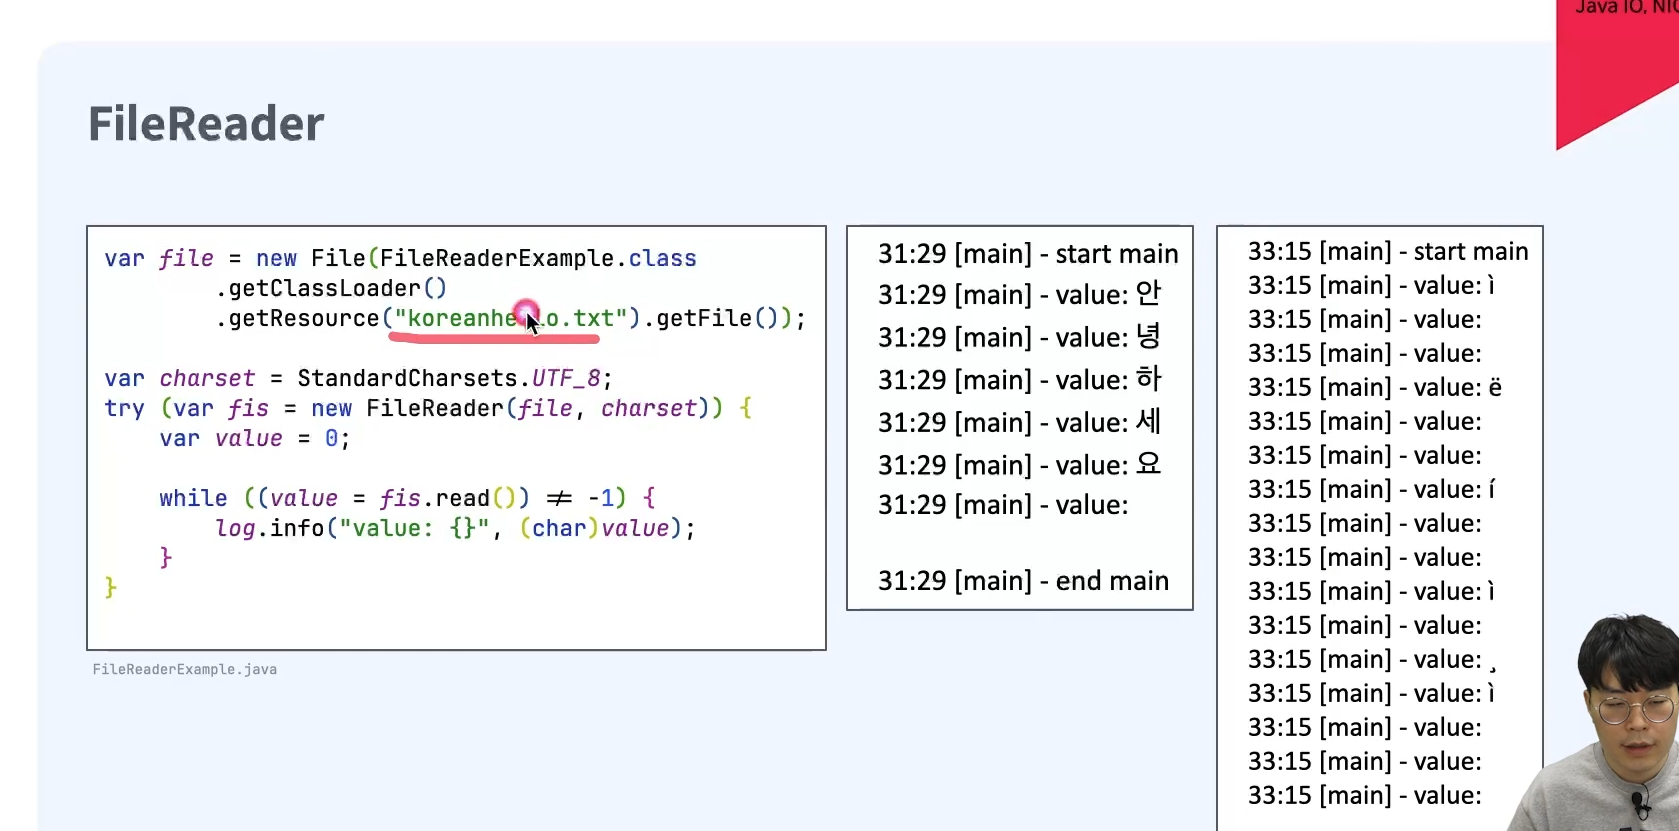 Java IO, NIO
FileReader
var file = new File(FileReaderExample.class
.getClassLoader()
.getResource("koreanhello.txt").getFile());
var charset = StandardCharsets.UTF_8;
try (var fis = new FileReader(file, charset)) {
var value = 0;
while ((value = fis.read()) != -1) {
log.info("value: {}", (char)value);
}
}
FileReaderExample.java
31:29 [main] - start main
31:29 [main] - value: 안
31:29 [main] - value: 녕
31:29 [main] - value: 하
31:29 [main] - value: 세
31:29 [main] - value: 요
31:29 [main] - value:
31:29 [main] - end main
33:15 [main] - start main
33:15 [main] - value: ì
33:15 [main] - value:
33:15 [main] - value:
33:15 [main] - value: ë
33:15 [main] - value:
33:15 [main] - value:
33:15 [main] - value: í
33:15 [main] - value:
33:15 [main] - value:
33:15 [main] - value: ì
33:15 [main] - value:
33:15 [main] - value: ¸
33:15 [main] - value: ì
33:15 [main] - value:
33:15 [main] - value:
33:15 [main] - value: